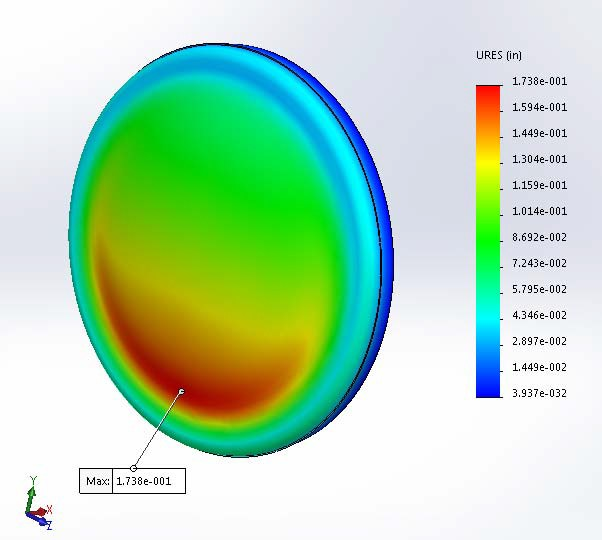 URES (in)
1.738e-001
1.594e-001
1.449e-001
1.304e-001
1.159e-001
1.014e-001
8.692e-002
7.243e-002
5.795e-002
4.346e-002
2.897e-002
1.449e-002
3.937e-032
Max: 1.738e-001
Y
X
Z